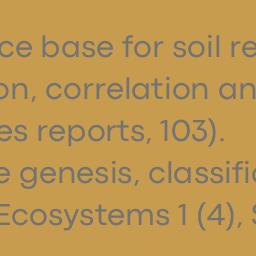 ce base for soil re
on, correlation an
es reports, 103).
e genesis, classific
Ecosystems 1 (4), S